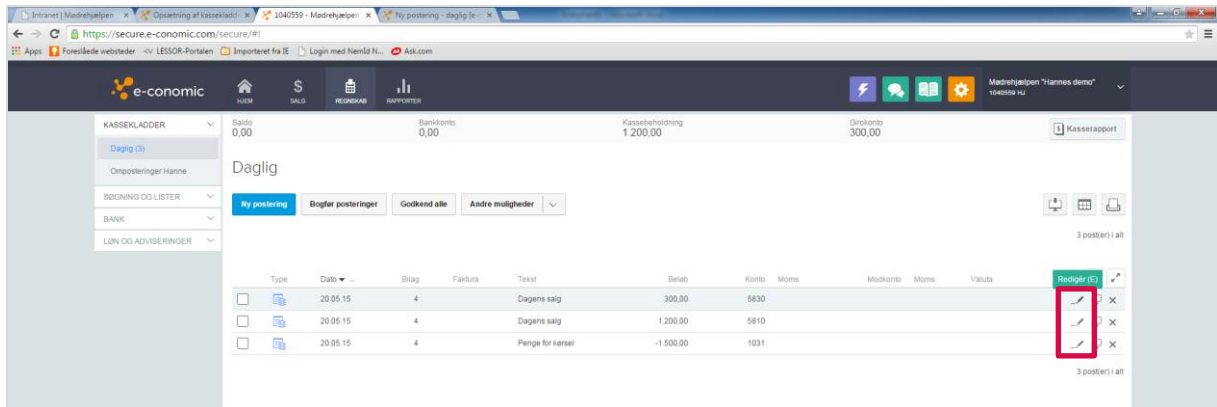 Intranet | Mødrehjælpen
Opsætning af kassekladde
1040559 - Mødrehjælpen
Ny postering - daglig [e-
https://secure.e-conomic.com/secure/#!
Apps Foreslåede websteder LESSOR-Portalen Importeret fra IE Login med NemId N... Ask.com
e-conomic
HJEM SALG REGNSKAB RAPPORTER
Mødrehjælpen "Hannes demo"
1040559 HJ
KASSEKLADDER
Daglig (3)
Omposteringer Hanne
SØGNING OG LISTER
BANK
LØN OG ADVISERINGER
Saldo Bankkonto Kassebeholdning Girokonto
0,00 0,00 1.200,00 300,00
Kasserapport
Daglig
Ny postering Bogfør posteringer Godkend alle Andre muligheder
3 post(er) i alt
Type Dato Bilag Faktura Tekst Beløb Konto Moms Modkonto Moms Valuta Redigér (E)
20.05.15 4 Dagens salg 300,00 5830
20.05.15 4 Dagens salg 1.200,00 5810
20.05.15 4 Penge for kørsel -1.500,00 1031
3 post(er) i alt